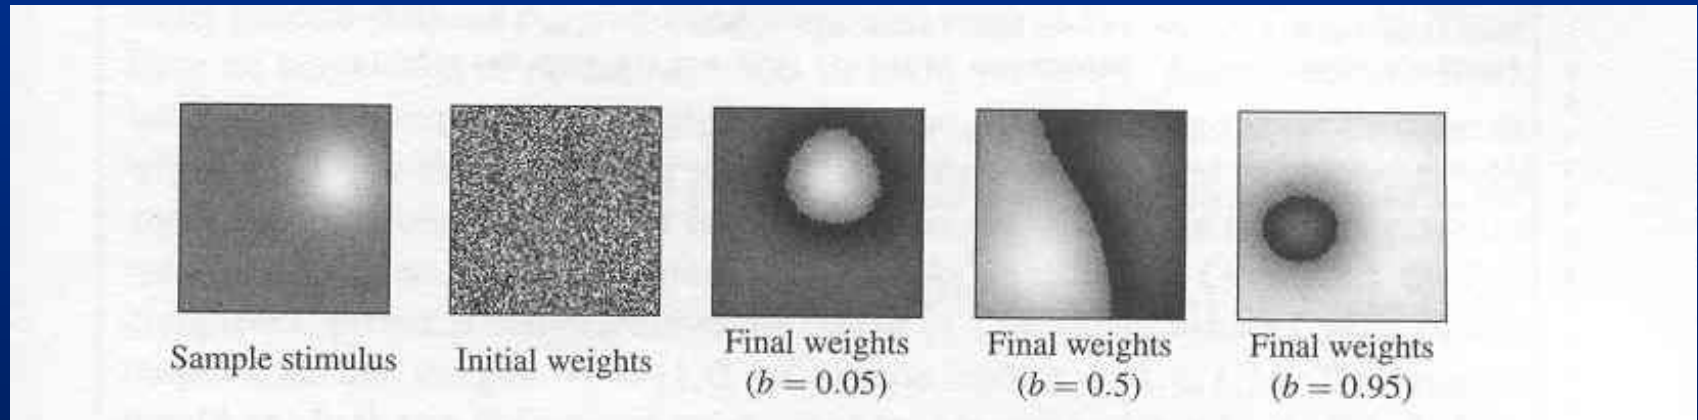 Sample stimulus
Initial weights
Final weights
(b = 0.05)
Final weights
(b = 0.5)
Final weights
(b = 0.95)